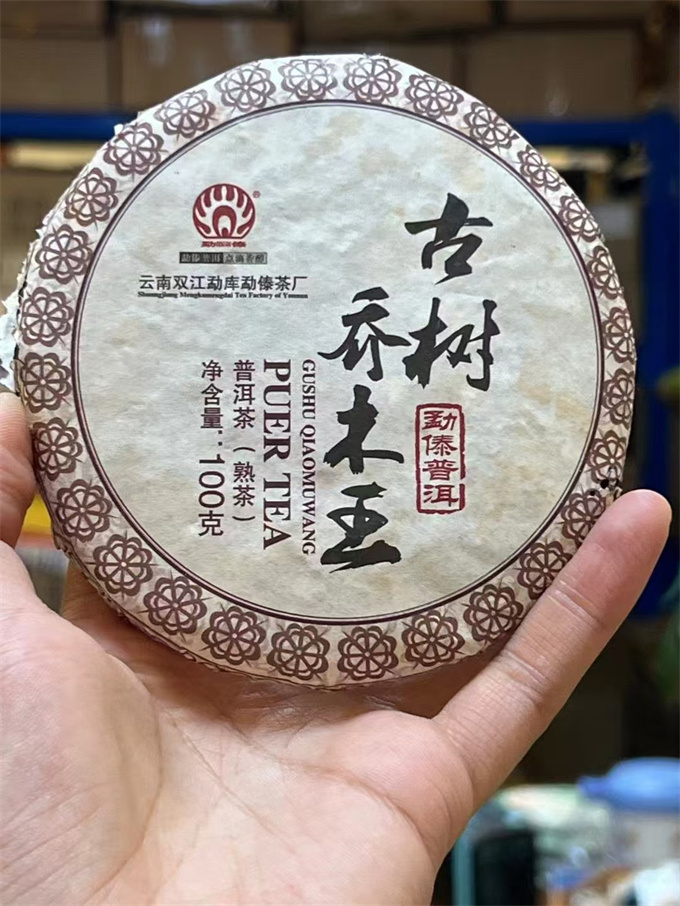 古树
乔木王
勐傣普洱
GUSHU QIAOMUWANG
PUER TEA
普洱茶（熟茶）
净含量：100克
®
勐傣
勐傣普洱 点滴香醇
云南双江勐库勐傣茶厂
Shuangjiang Mengkumengdai Tea Factory of Yunnan